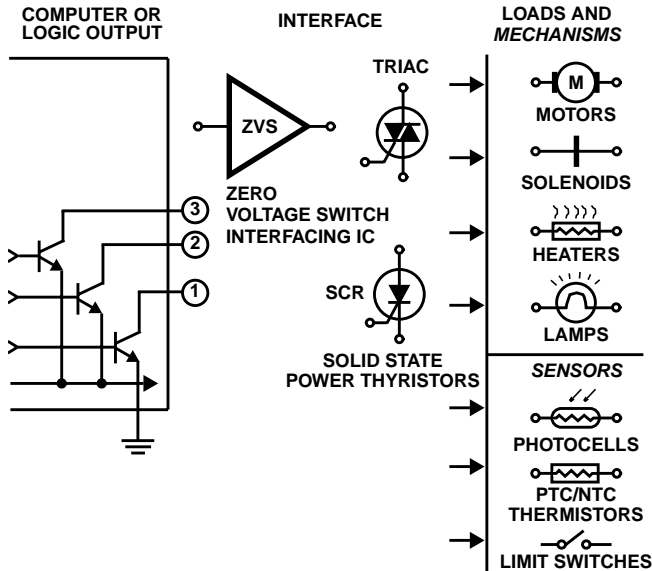 COMPUTER OR
LOGIC OUTPUT
INTERFACE
LOADS AND
MECHANISMS
TRIAC
ZVS
M
MOTORS
SOLENOIDS
ZERO
VOLTAGE SWITCH
INTERFACING IC
3
2
1
HEATERS
SCR
LAMPS
SOLID STATE
POWER THYRISTORS
SENSORS
PHOTOCELLS
PTC/NTC
THERMISTORS
LIMIT SWITCHES